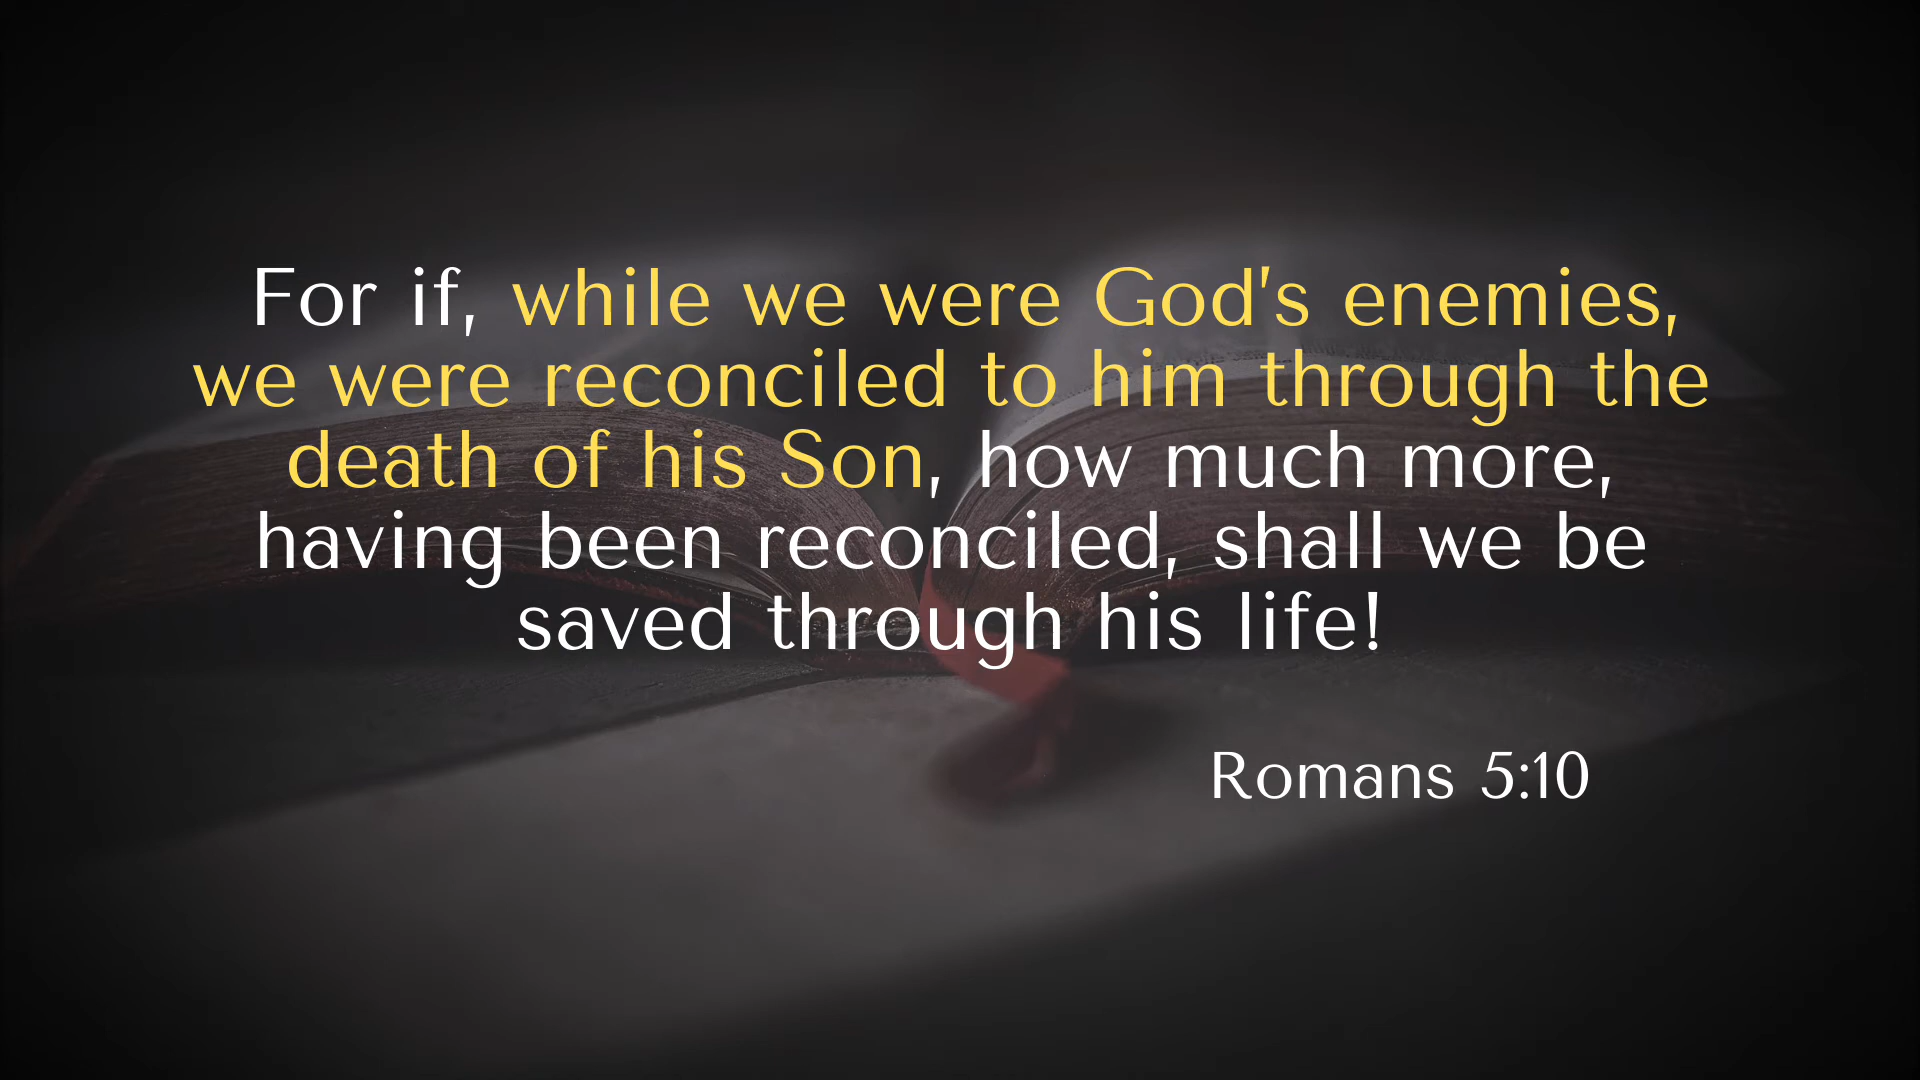 For if, while we were God's enemies,
we were reconciled to him through the
death of his Son, how much more,
having been reconciled, shall we be
saved through his life!
Romans 5:10